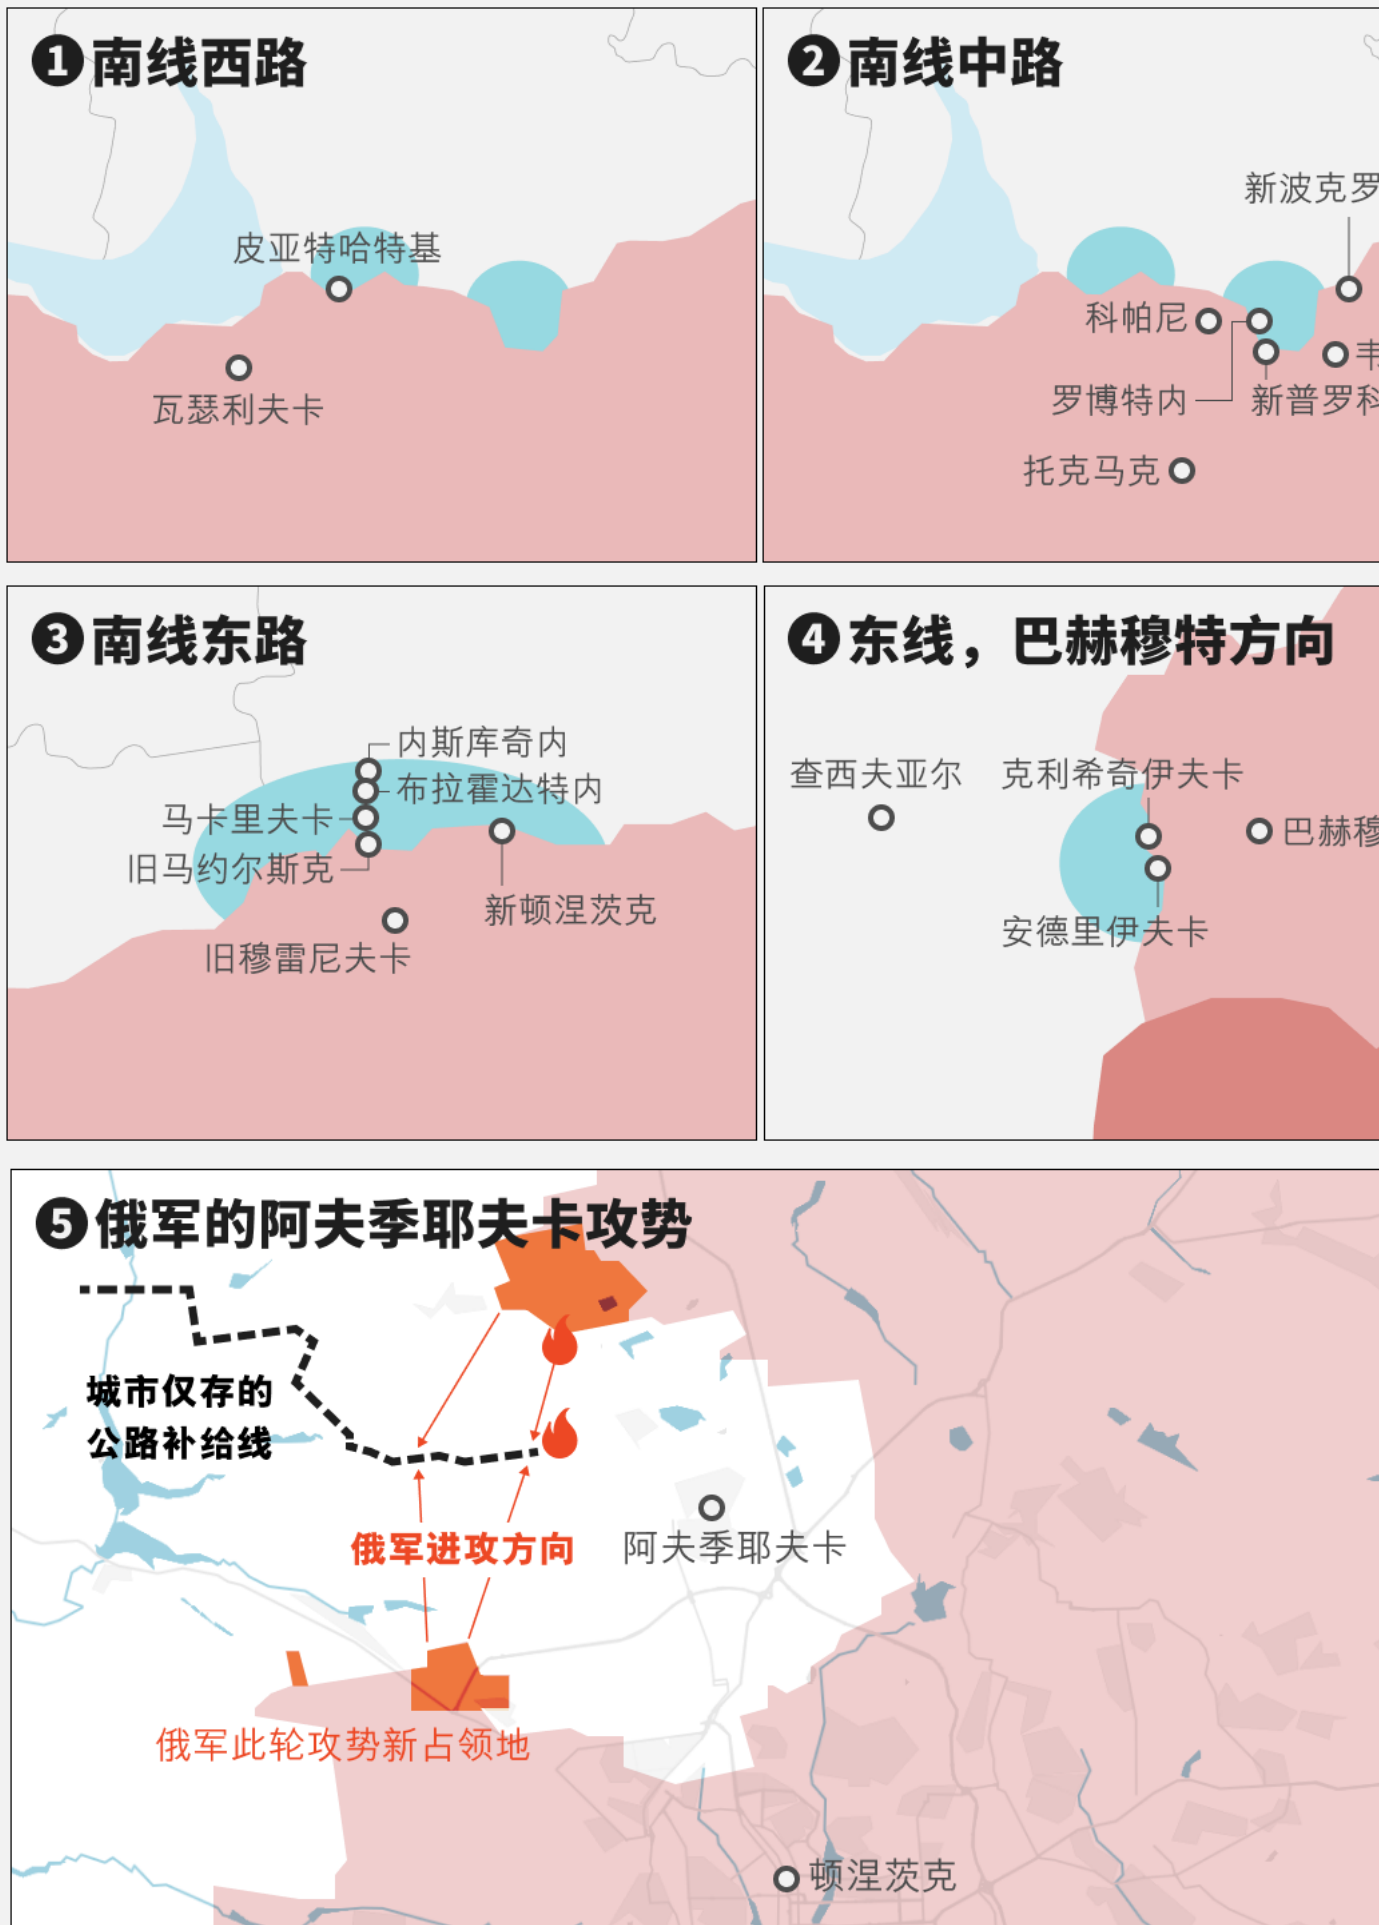 ❶南线西路
皮亚特哈特基
瓦瑟利夫卡
❷南线中路
新波克罗
科帕尼
韦
罗博特内
新普罗科
托克马克
❸南线东路
内斯库奇内
布拉霍达特内
马卡里夫卡
旧马约尔斯克
新顿涅茨克
旧穆雷尼夫卡
❹东线，巴赫穆特方向
查西夫亚尔
克利希奇伊夫卡
巴赫穆
安德里伊夫卡
❺俄军的阿夫季耶夫卡攻势
城市仅存的
公路补给线
俄军进攻方向
阿夫季耶夫卡
俄军此轮攻势新占领地
顿涅茨克